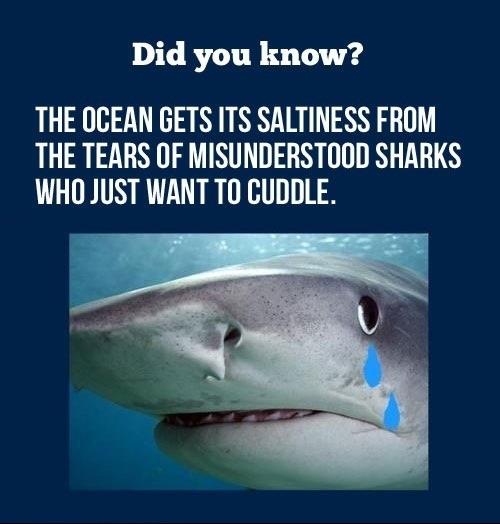 Did you know?
THE OCEAN GETS ITS SALTINESS FROM
THE TEARS OF MISUNDERSTOOD SHARKS
WHO JUST WANT TO CUDDLE.